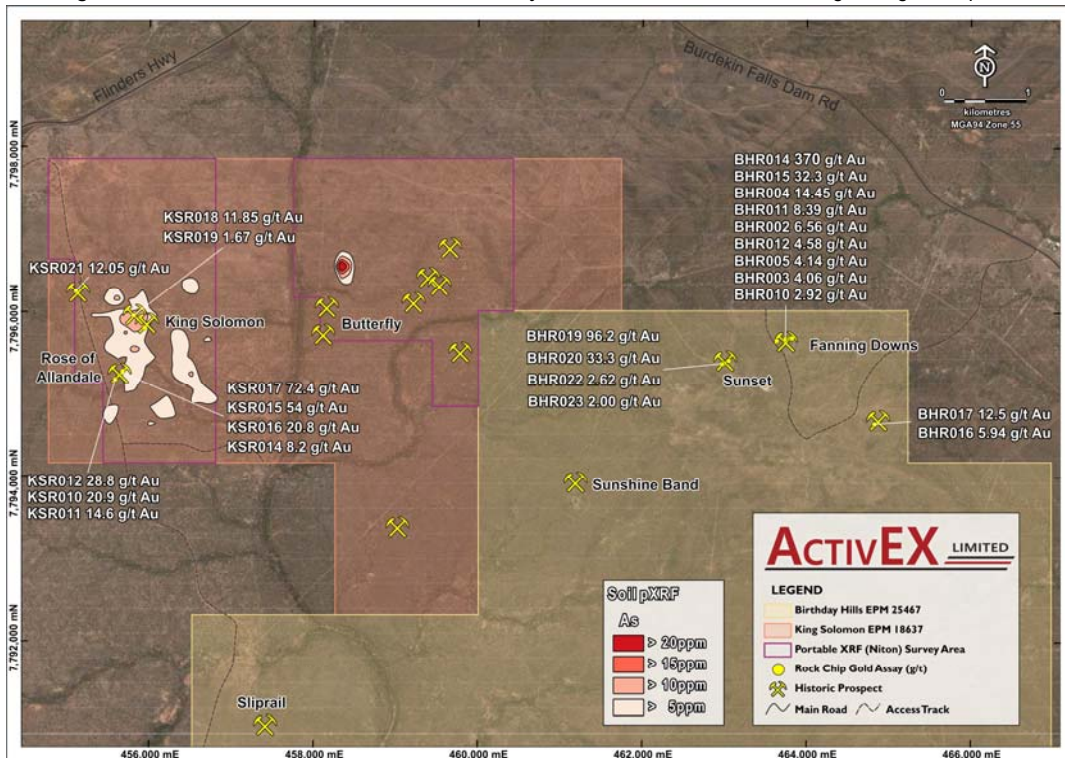 Flinders Hwy
Burdekin Falls Dam Rd
N
0 1
kilometres
MGA94 Zone 55
7,798,000 mN
7,796,000 mN
7,794,000 mN
7,792,000 mN
KSR018 11.85 g/t Au
KSR019 1.67 g/t Au
KSR021 12.05 g/t Au
King Solomon
Rose of
Allandale
KSR017 72.4 g/t Au
KSR015 54 g/t Au
KSR016 20.8 g/t Au
KSR014 8.2 g/t Au
KSR012 28.8 g/t Au
KSR010 20.9 g/t Au
KSR011 14.6 g/t Au
Butterfly
BHR014 370 g/t Au
BHR015 32.3 g/t Au
BHR004 14.45 g/t Au
BHR011 8.39 g/t Au
BHR002 6.56 g/t Au
BHR012 4.58 g/t Au
BHR005 4.14 g/t Au
BHR003 4.06 g/t Au
BHR010 2.92 g/t Au
Fanning Downs
BHR019 96.2 g/t Au
BHR020 33.3 g/t Au
BHR022 2.62 g/t Au
BHR023 2.00 g/t Au
Sunset
BHR017 12.5 g/t Au
BHR016 5.94 g/t Au
Sunshine Band
Sliprail
Soil pXRF
As
> 20ppm
> 15ppm
> 10ppm
> 5ppm
ACTIVEX LIMITED
LEGEND
Birthday Hills EPM 25467
King Solomon EPM 18637
Portable XRF (Niton) Survey Area
Rock Chip Gold Assay (g/t)
Historic Prospect
Main Road Access Track
456,000 mE
458,000 mE
460,000 mE
462,000 mE
464,000 mE
466,000 mE